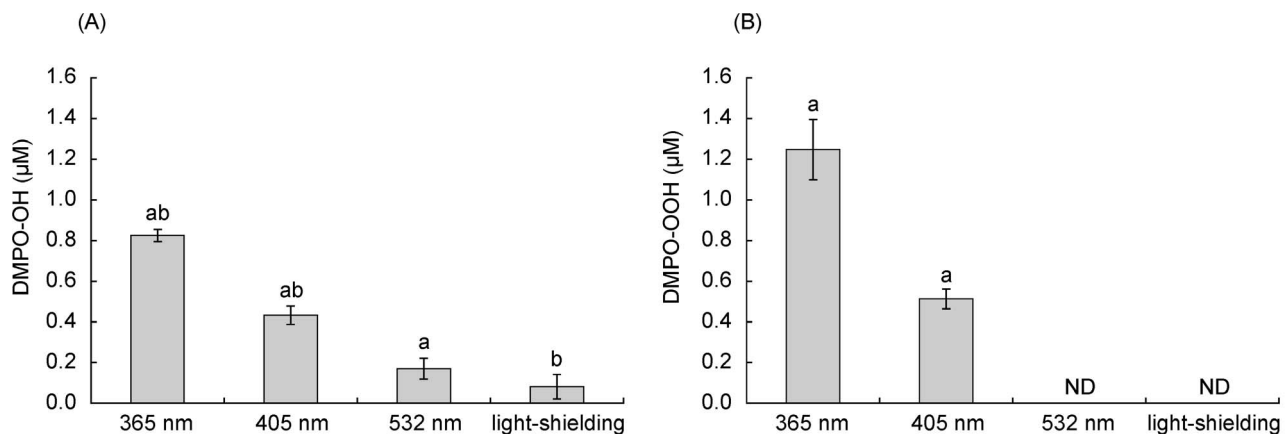 (A)
DMPO-OH (μM)
1.6
1.4
1.2
1.0
0.8
0.6
0.4
0.2
0.0
ab
ab
a
b
365 nm
405 nm
532 nm
light-shielding
(B)
DMPO-OOH (μM)
1.6
1.4
1.2
1.0
0.8
0.6
0.4
0.2
0.0
a
a
ND
ND
365 nm
405 nm
532 nm
light-shielding